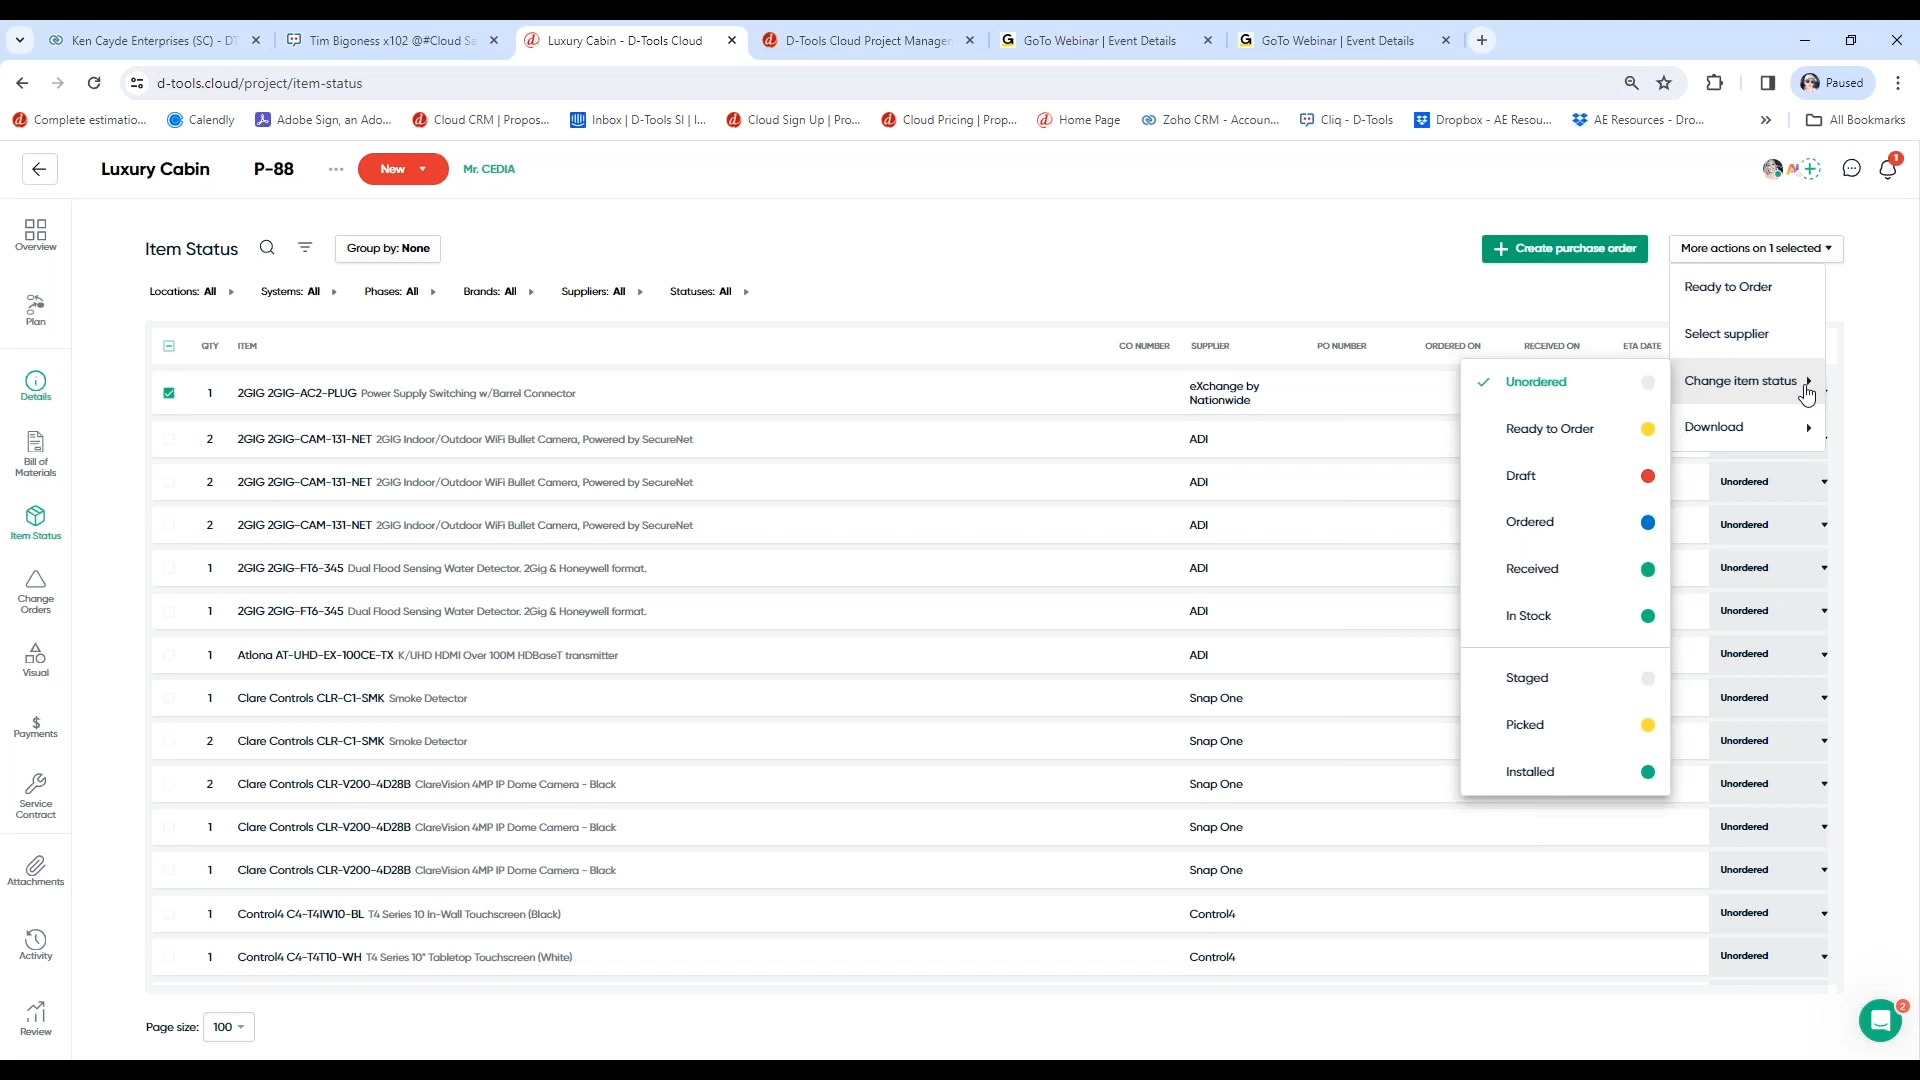 Ken Cayde Enterprises (SC) - DT
Tim Bigoness x102 @#Cloud Se
Luxury Cabin - D-Tools Cloud
D-Tools Cloud Project Manager
GoTo Webinar | Event Details
GoTo Webinar | Event Details
d-tools.cloud/project/item-status
Paused
Complete estimatio...
Calendly
Adobe Sign, an Ado...
Cloud CRM | Propos...
Inbox | D-Tools SI | I...
Cloud Sign Up | Pro...
Cloud Pricing | Prop...
Home Page
Zoho CRM - Accoun...
Cliq - D-Tools
Dropbox - AE Resou...
AE Resources - Dro...
All Bookmarks
Luxury Cabin P-88 ... New Mr. CEDIA
1
Overview
Plan
Details
Bill of
Materials
Item Status
Change
Orders
Visual
Payments
Service
Contract
Attachments
Activity
Review
Item Status
Group by: None
+ Create purchase order
More actions on 1 selected
Locations: All
Systems: All
Phases: All
Brands: All
Suppliers: All
Statuses: All
Ready to Order
Select supplier
Change item status
Download
QTY ITEM CO NUMBER SUPPLIER PO NUMBER ORDERED ON RECEIVED ON ETA DATE
1 2GIG 2GIG-AC2-PLUG Power Supply Switching w/Barrel Connector eXchange by
Nationwide
2 2GIG 2GIG-CAM-131-NET 2GIG Indoor/Outdoor WiFi Bullet Camera, Powered by SecureNet ADI
2 2GIG 2GIG-CAM-131-NET 2GIG Indoor/Outdoor WiFi Bullet Camera, Powered by SecureNet ADI Unordered
2 2GIG 2GIG-CAM-131-NET 2GIG Indoor/Outdoor WiFi Bullet Camera, Powered by SecureNet ADI Unordered
1 2GIG 2GIG-FT6-345 Dual Flood Sensing Water Detector. 2Gig & Honeywell format. ADI Unordered
1 2GIG 2GIG-FT6-345 Dual Flood Sensing Water Detector. 2Gig & Honeywell format. ADI Unordered
1 Atlona AT-UHD-EX-100CE-TX K/UHD HDMI Over 100M HDBaseT transmitter ADI Unordered
1 Clare Controls CLR-C1-SMK Smoke Detector Snap One Unordered
2 Clare Controls CLR-C1-SMK Smoke Detector Snap One Unordered
2 Clare Controls CLR-V200-4D28B ClareVision 4MP IP Dome Camera - Black Snap One Unordered
1 Clare Controls CLR-V200-4D28B ClareVision 4MP IP Dome Camera - Black Snap One Unordered
1 Clare Controls CLR-V200-4D28B ClareVision 4MP IP Dome Camera - Black Snap One Unordered
1 Control4 C4-T4IW10-BL T4 Series 10 In-Wall Touchscreen (Black) Control4 Unordered
1 Control4 C4-T4T10-WH T4 Series 10" Tabletop Touchscreen (White) Control4 Unordered
Unordered
Ready to Order
Draft
Ordered
Received
In Stock
Staged
Picked
Installed
Page size: 100
2